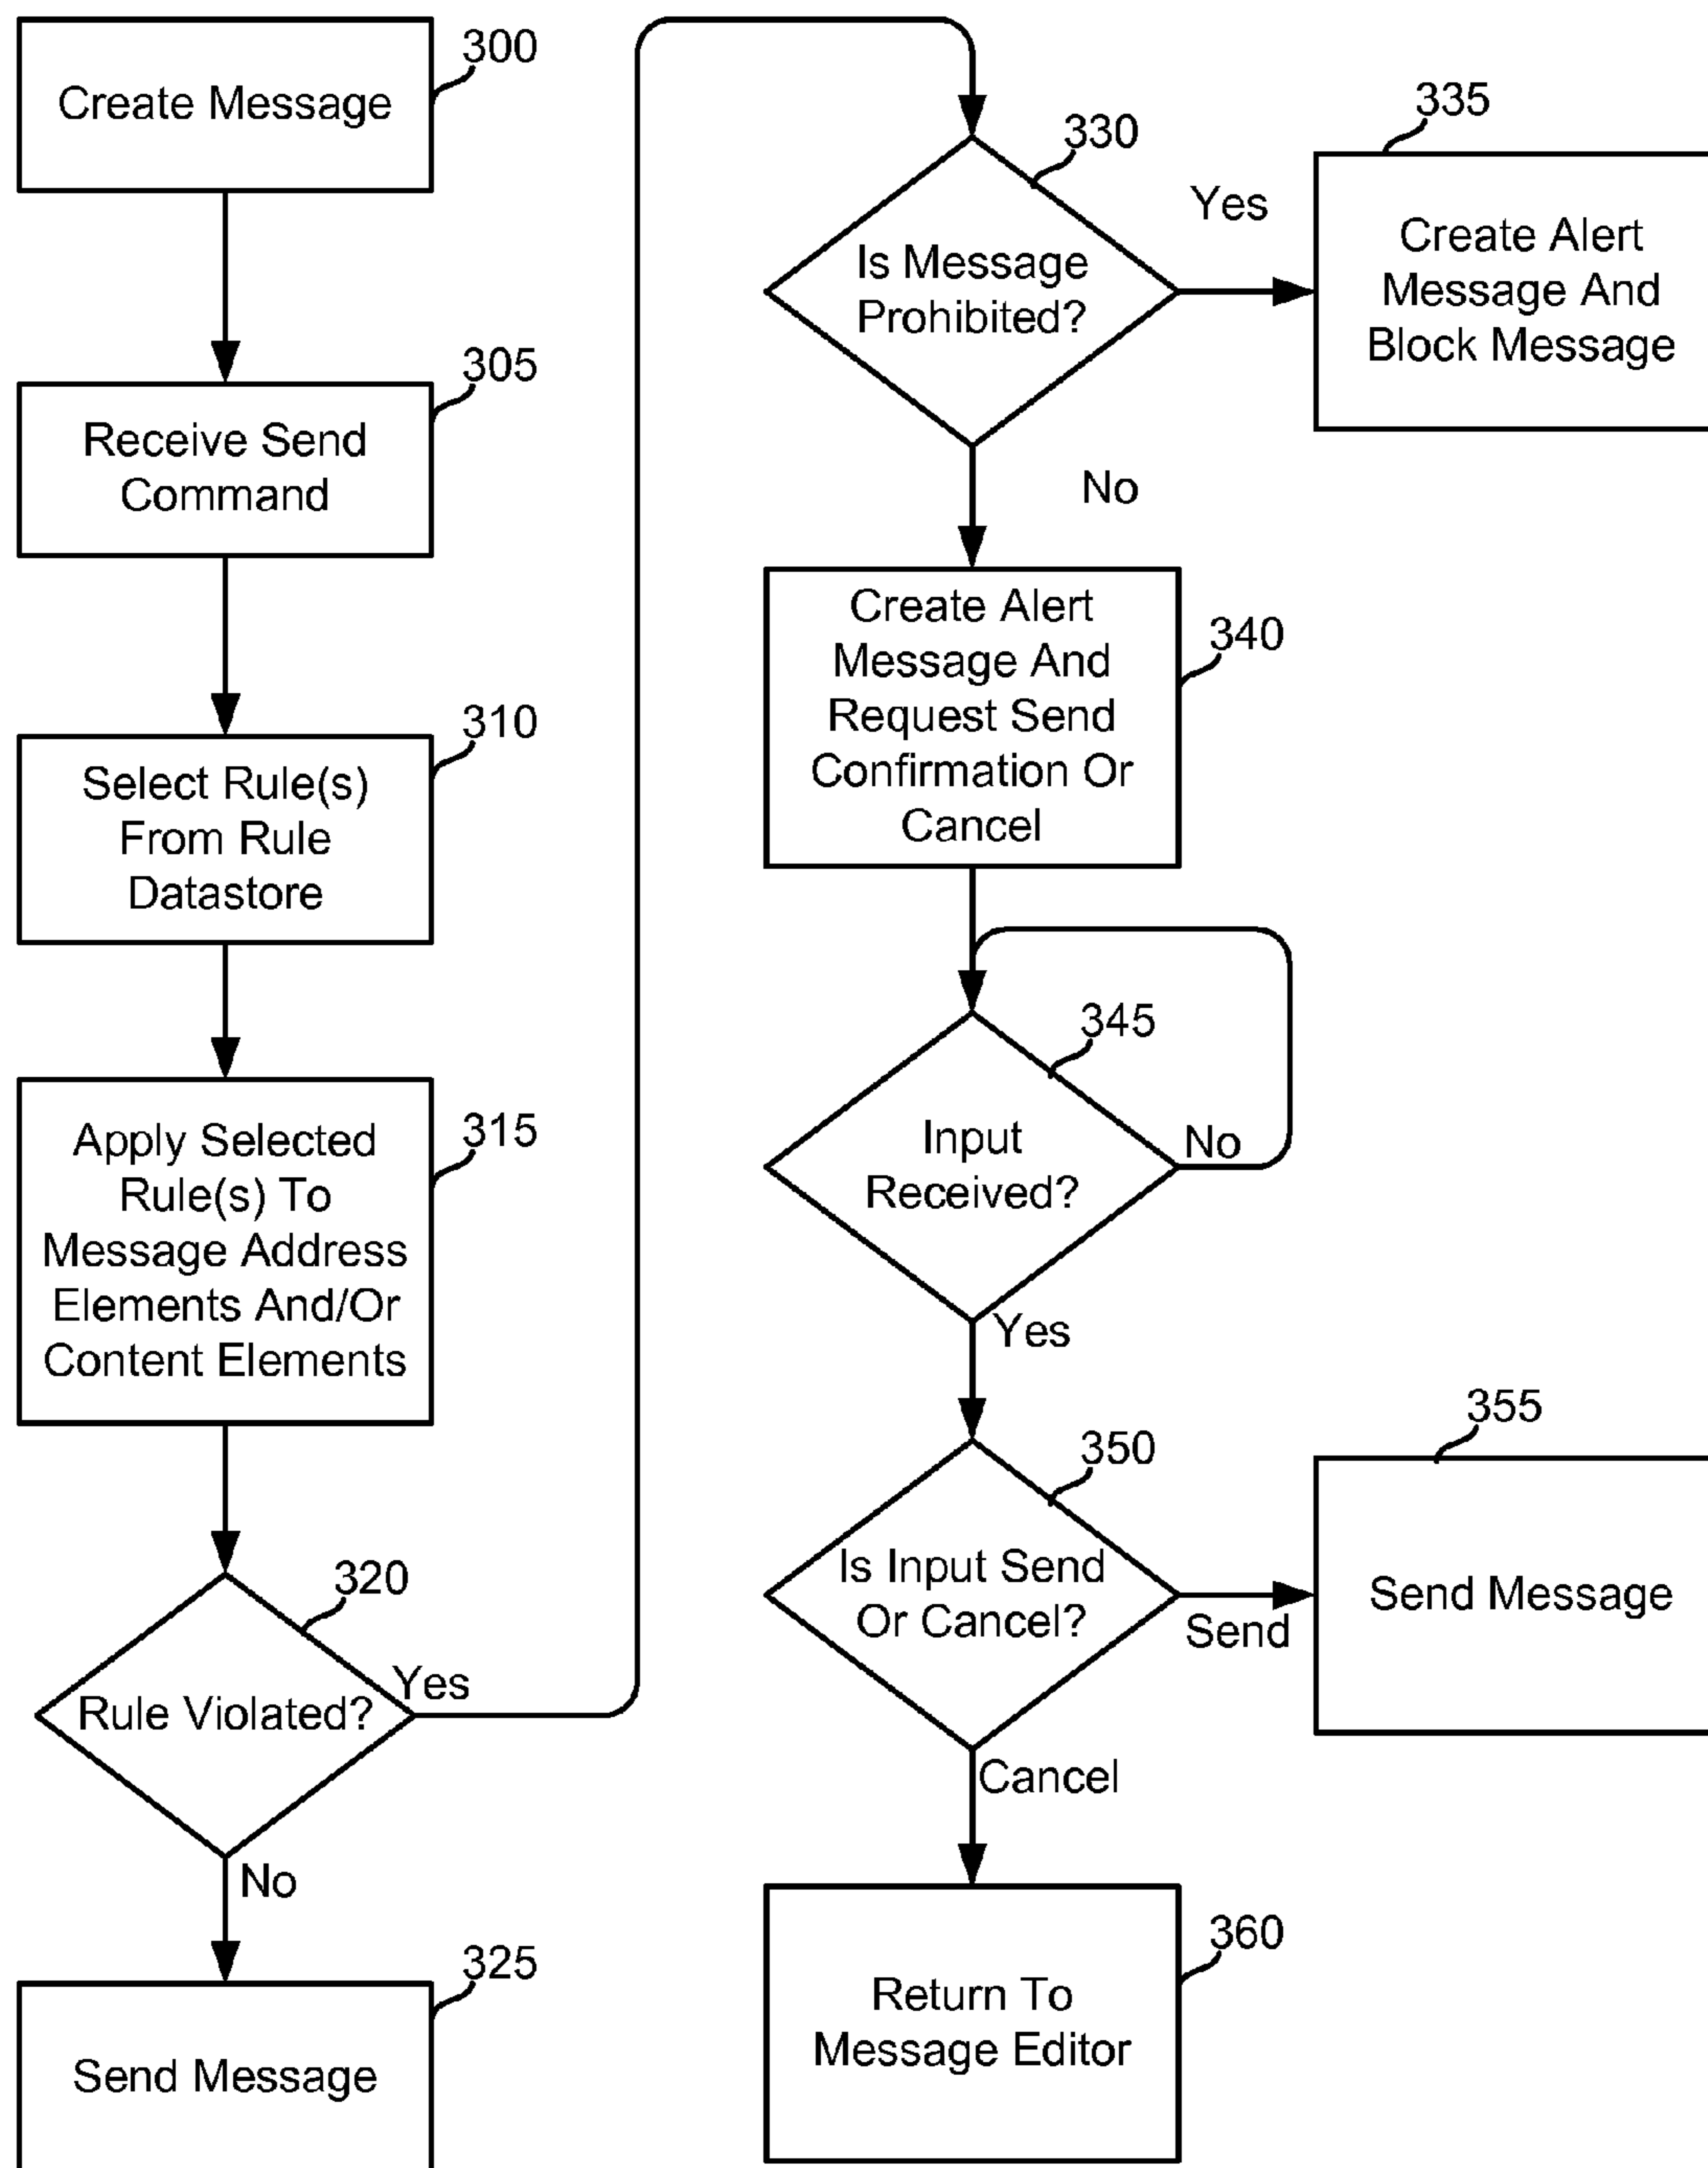 300
Create Message
305
Receive Send
Command
310
Select Rule(s)
From Rule
Datastore
315
Apply Selected
Rule(s) To
Message Address
Elements And/Or
Content Elements
320
Rule Violated?
Yes
No
325
Send Message
330
Is Message
Prohibited?
Yes
335
Create Alert
Message And
Block Message
No
340
Create Alert
Message And
Request Send
Confirmation Or
Cancel
345
Input
Received?
No
Yes
350
Is Input Send
Or Cancel?
Send
355
Send Message
Cancel
360
Return To
Message Editor